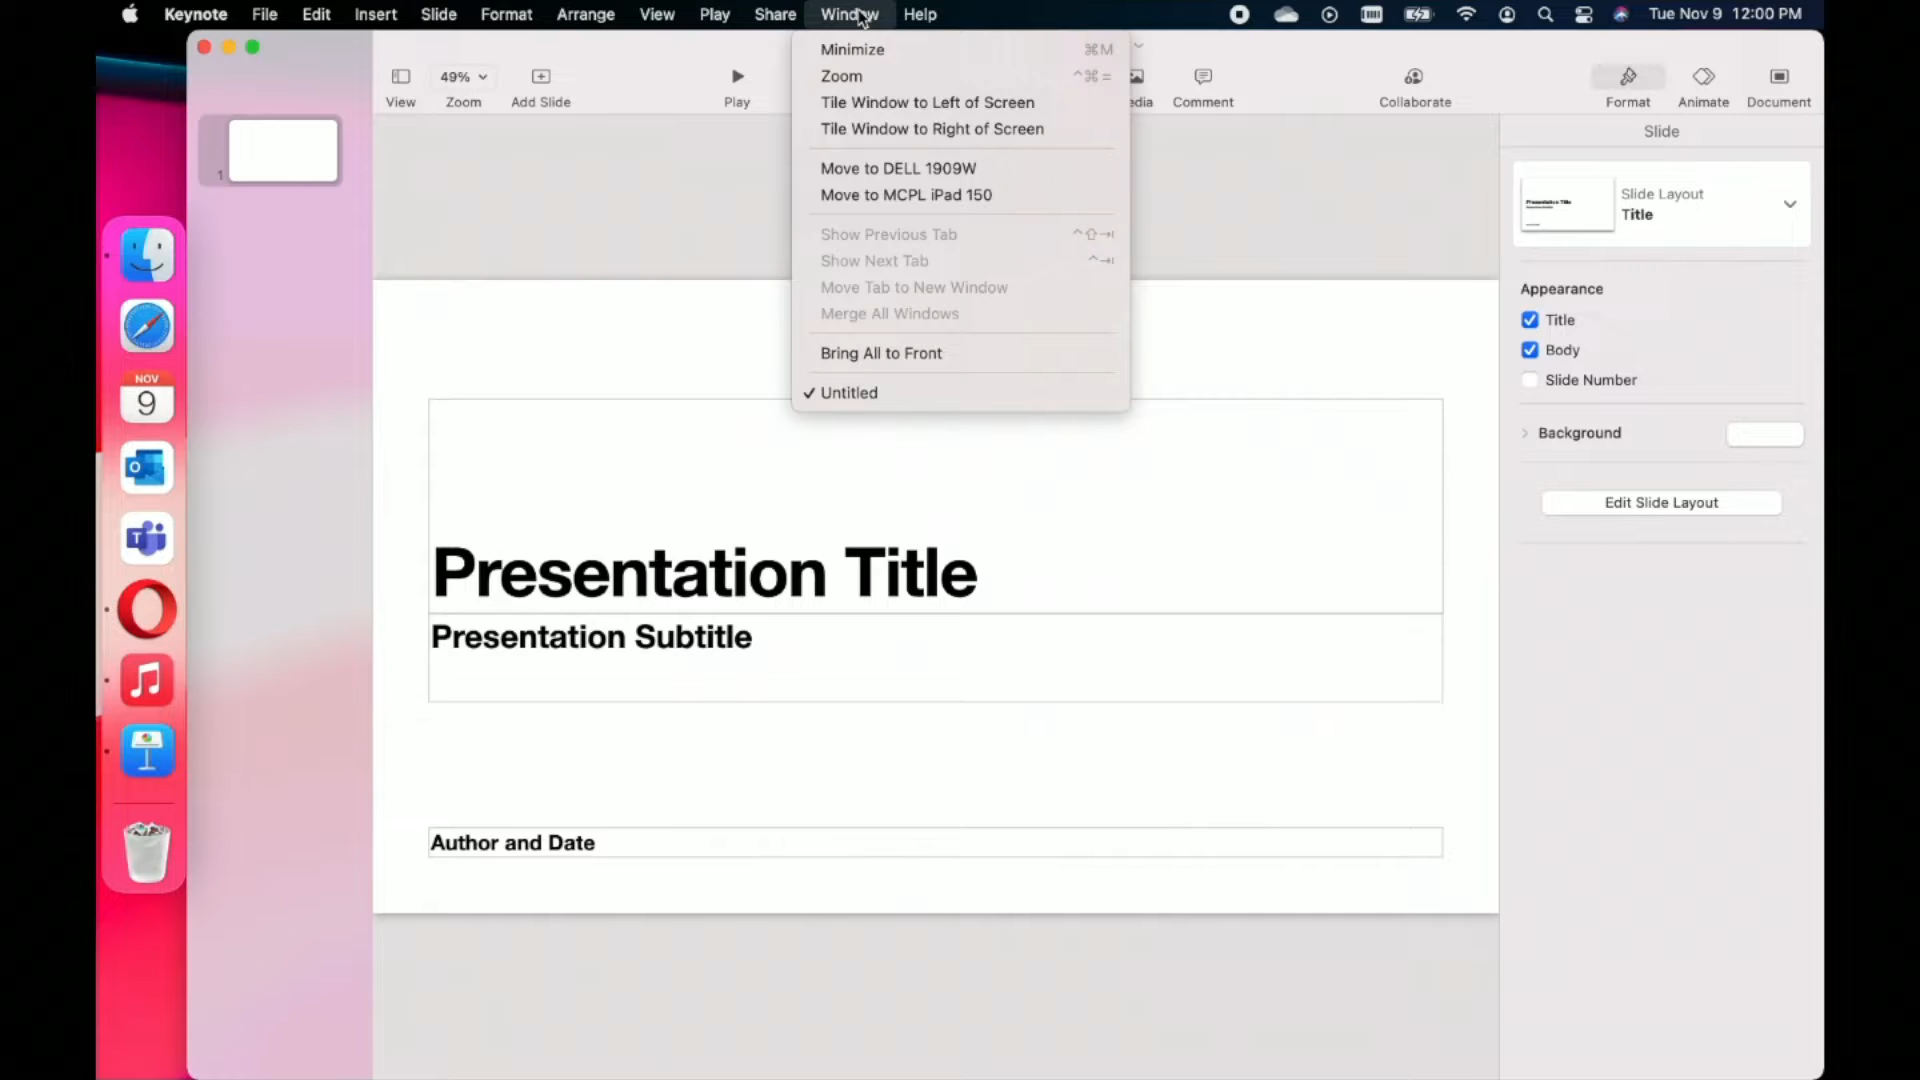 Keynote File Edit Insert Slide Format Arrange View Play Share Window Help Tue Nov 9 12:00 PM
Minimize ⌘M
Zoom ^⌘=
Tile Window to Left of Screen
Tile Window to Right of Screen
Move to DELL 1909W
Move to MCPL iPad 150
Show Previous Tab ^⇧⇥
Show Next Tab ^⇥
Move Tab to New Window
Merge All Windows
Bring All to Front
✓ Untitled
49%
View Zoom Add Slide Play edia Comment Collaborate Format Animate Document
1
NOV
9
O
T
Presentation Title
Presentation Subtitle
Author and Date
Slide
Presentation Title
Slide Layout
Title
Appearance
Title
Body
Slide Number
Background
Edit Slide Layout